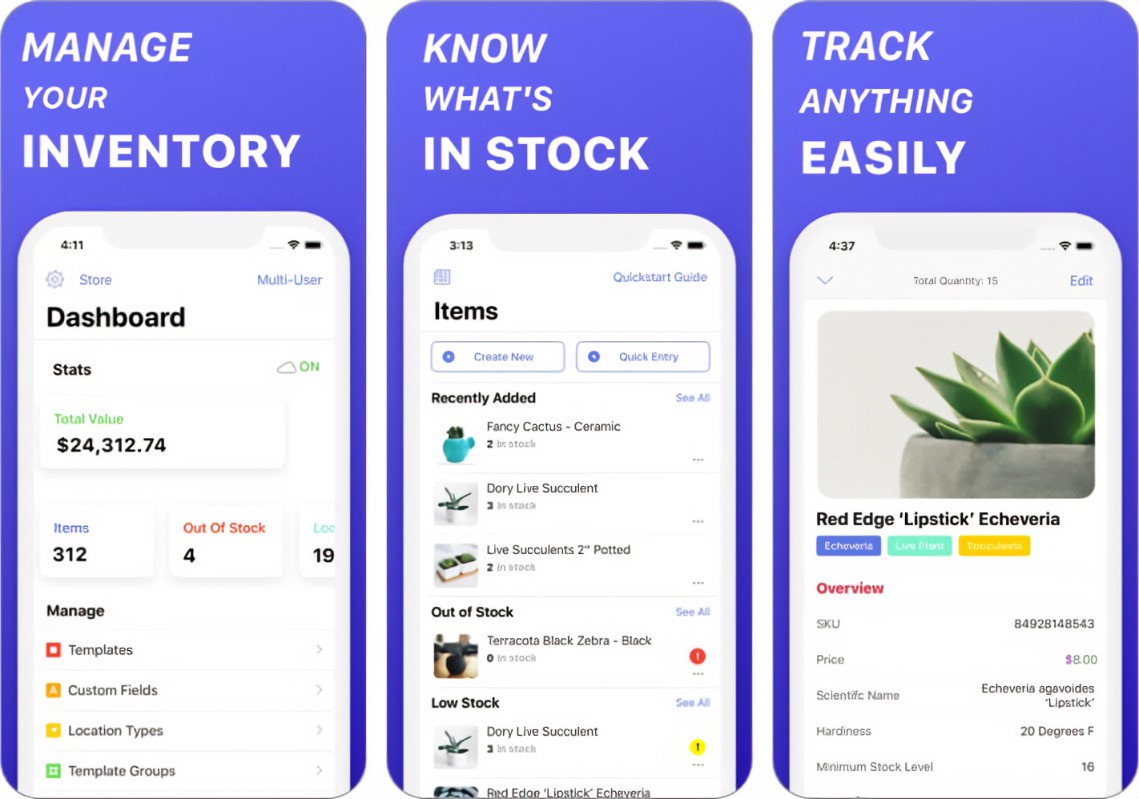 MANAGE
YOUR
INVENTORY
4:11
Store
Multi-User
Dashboard
Stats
ON
Total Value
$24,312.74
Items
312
Out Of Stock
4
Loc
19
Manage
Templates
Custom Fields
Location Types
Template Groups
KNOW
WHAT'S
IN STOCK
3:13
Quickstart Guide
Items
Create New
Quick Entry
Recently Added
See All
Fancy Cactus - Ceramic
2 in stock
Dory Live Succulent
3 in stock
Live Succulents 2" Potted
2 in stock
Out of Stock
See All
Terracota Black Zebra - Black
0 in stock
1
Low Stock
See All
Dory Live Succulent
3 in stock
1
Red Edge 'Lipstick' Echeveria
TRACK
ANYTHING
EASILY
4:37
Total Quantity: 15
Edit
Red Edge ‘Lipstick’ Echeveria
Echeveria
Live Plant
Succulents
Overview
SKU
84928148543
Price
$8.00
Scientifc Name
Echeveria agavoides
‘Lipstick’
Hardiness
20 Degrees F
Minimum Stock Level
16